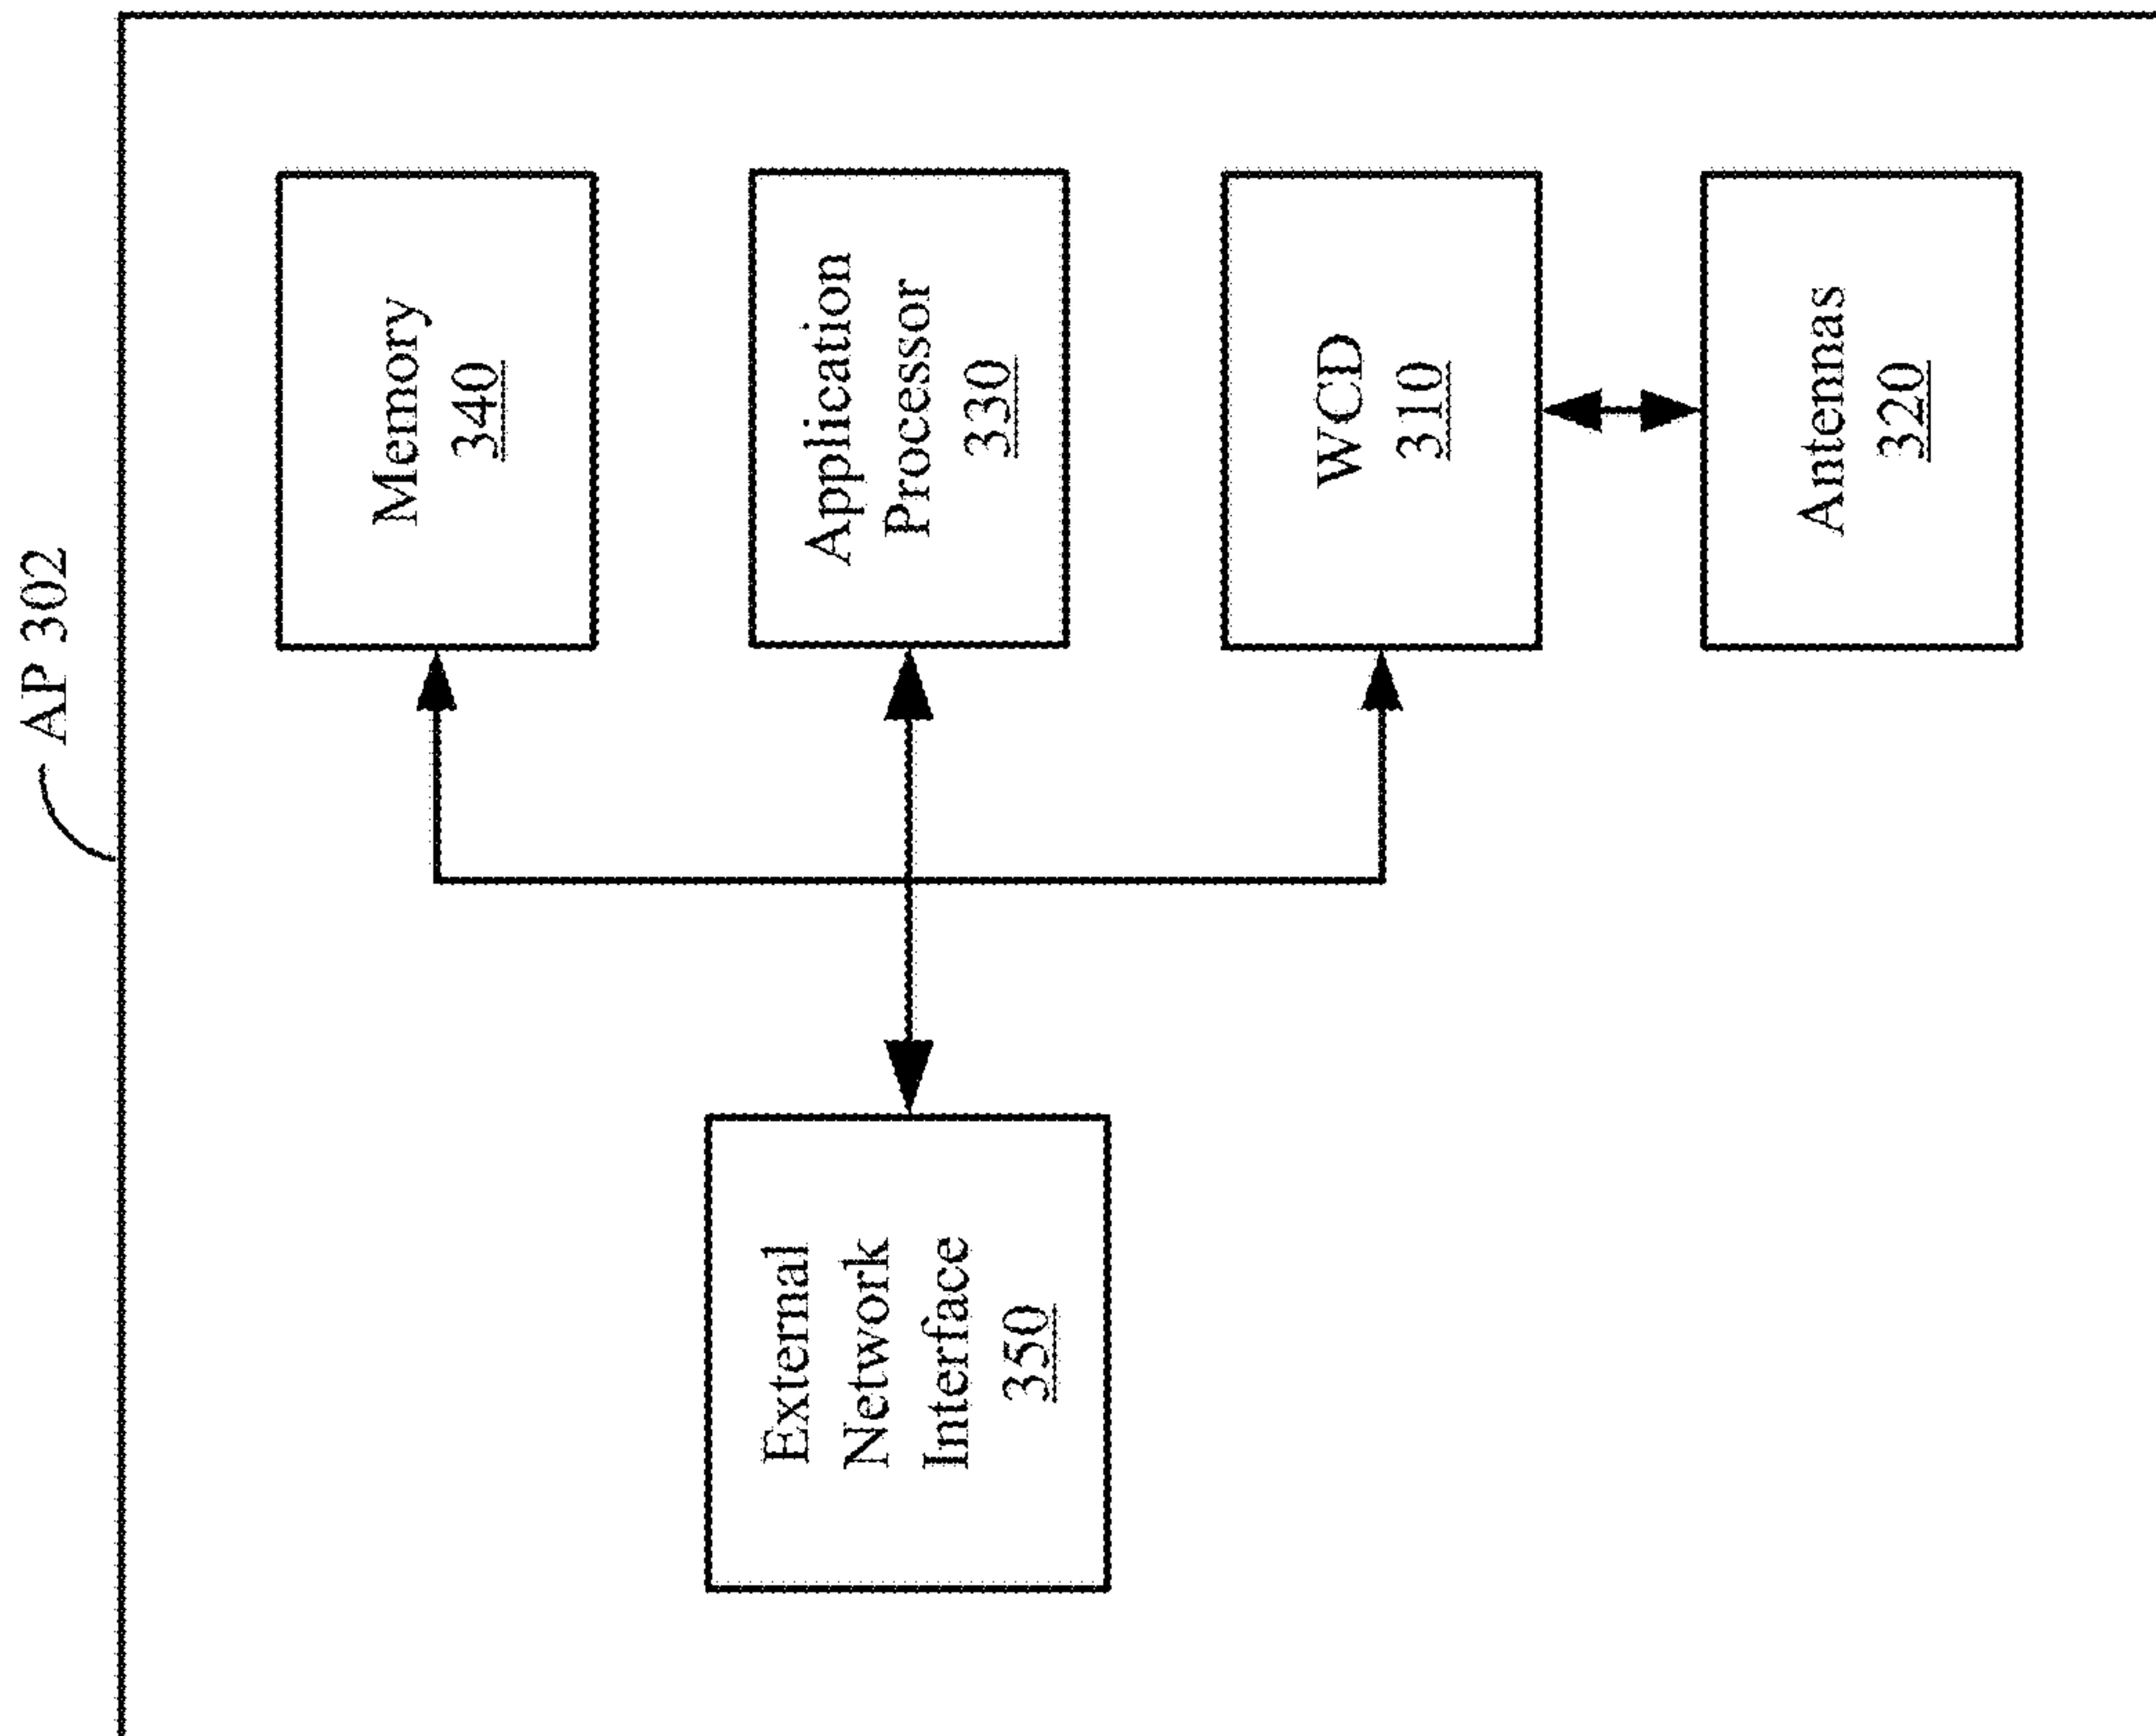 AP 302
Memory
340
Application
Processor
330
WCD
310
Antennas
320
External
Network
Interface
350